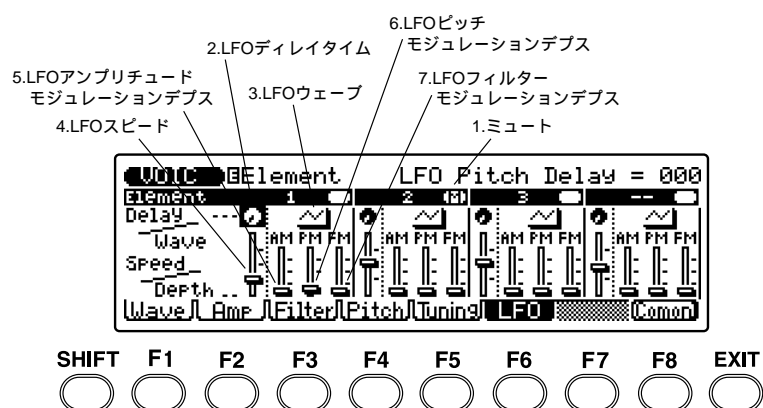 6.LFOピッチ
モジュレーションデプス
2.LFOディレイタイム
5.LFOアンプリチュード
モジュレーションデプス
3.LFOウェーブ
7.LFOフィルター
モジュレーションデプス
4.LFOスピード
1.ミュート
VOICE EElement LFO Pitch Delay = 000
Element 1 2 M 3 --
Delay ---
Wave
AM PM FM AM PM FM AM PM FM AM PM FM
Speed
Depth
Wave Amp Filter Pitch Tuning LFO Comon
SHIFT F1 F2 F3 F4 F5 F6 F7 F8 EXIT